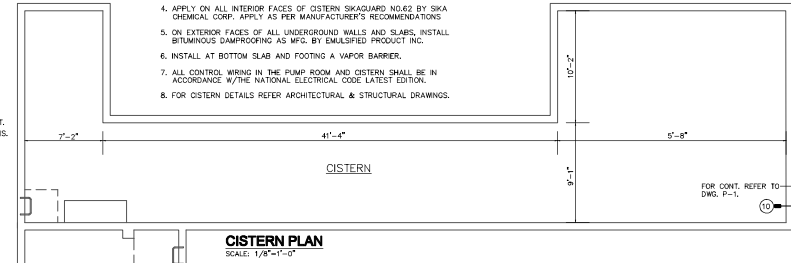 4. APPLY ON ALL INTERIOR FACES OF CISTERN SIKAGUARD NO.62 BY SIKA
CHEMICAL CORP. APPLY AS PER MANUFACTURER'S RECOMMENDATIONS
5. ON EXTERIOR FACES OF ALL UNDERGROUND WALLS AND SLABS, INSTALL
BITUMINOUS DAMPROOFING AS MFG. BY EMULSIFIED PRODUCT INC.
6. INSTALL AT BOTTOM SLAB AND FOOTING A VAPOR BARRIER.
7. ALL CONTROL WIRING IN THE PUMP ROOM AND CISTERN SHALL BE IN
ACCORDANCE W/THE NATIONAL ELECTRICAL CODE LATEST EDITION.
8. FOR CISTERN DETAILS REFER ARCHITECTURAL & STRUCTURAL DRAWINGS.
10'-2"
7'-2"
41'-4"
5'-8"
CISTERN
9'-1"
FOR CONT. REFER TO
DWG. P-1.
10
CISTERN PLAN
SCALE: 1/8"-1'-0"